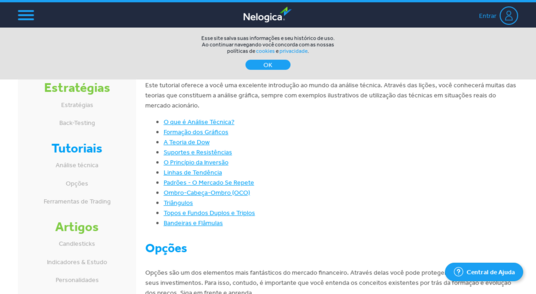 Nelogica.
Entrar
Esse site salva suas informações e seu histórico de uso.
Ao continuar navegando você concorda com as nossas
políticas de cookies e privacidade.
OK
Estratégias
Estratégias
Back-Testing
Tutoriais
Análise técnica
Opções
Ferramentas de Trading
Artigos
Candlesticks
Indicadores & Estudo
Personalidades
Este tutorial oferece a você uma excelente introdução ao mundo da análise técnica. Através das lições, você conhecerá muitas das
teorias que constituem a análise gráfica, sempre com exemplos ilustrativos de utilização das técnicas em situações reais do
mercado acionário.
O que é Análise Técnica?
Formação dos Gráficos
A Teoria de Dow
Suportes e Resistências
O Princípio da Inversão
Linhas de Tendência
Padrões - O Mercado Se Repete
Ombro-Cabeça-Ombro (OCO)
Triângulos
Topos e Fundos Duplos e Triplos
Bandeiras e Flâmulas
Opções
Opções são um dos elementos mais fantásticos do mercado financeiro. Através delas você pode proteger
seus investimentos. Para isso, contudo, é importante que você entenda os conceitos existentes por trás da formação e evolução
dos preços. Siga em frente e aprenda
Central de Ajuda